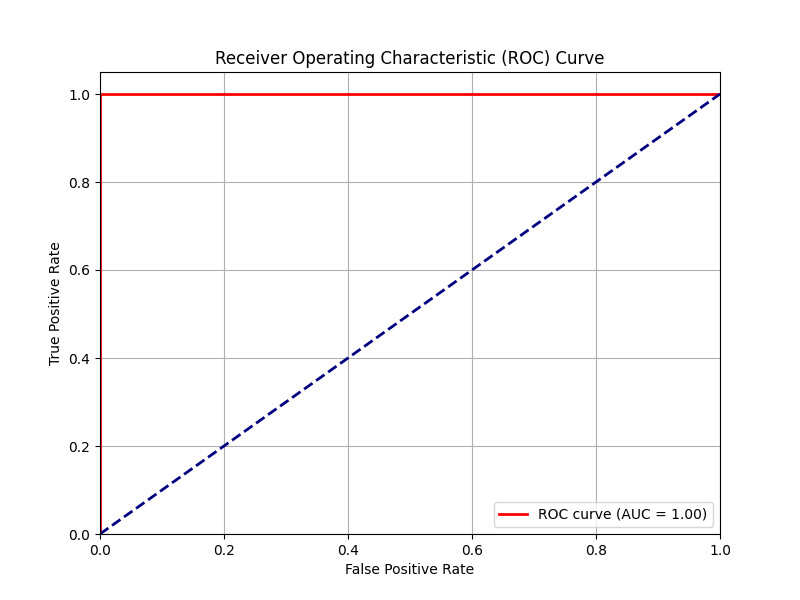 Receiver Operating Characteristic (ROC) Curve
True Positive Rate
1.0
0.8
0.6
0.4
0.2
0.0
ROC curve (AUC = 1.00)
0.0 0.2 0.4 0.6 0.8 1.0
False Positive Rate